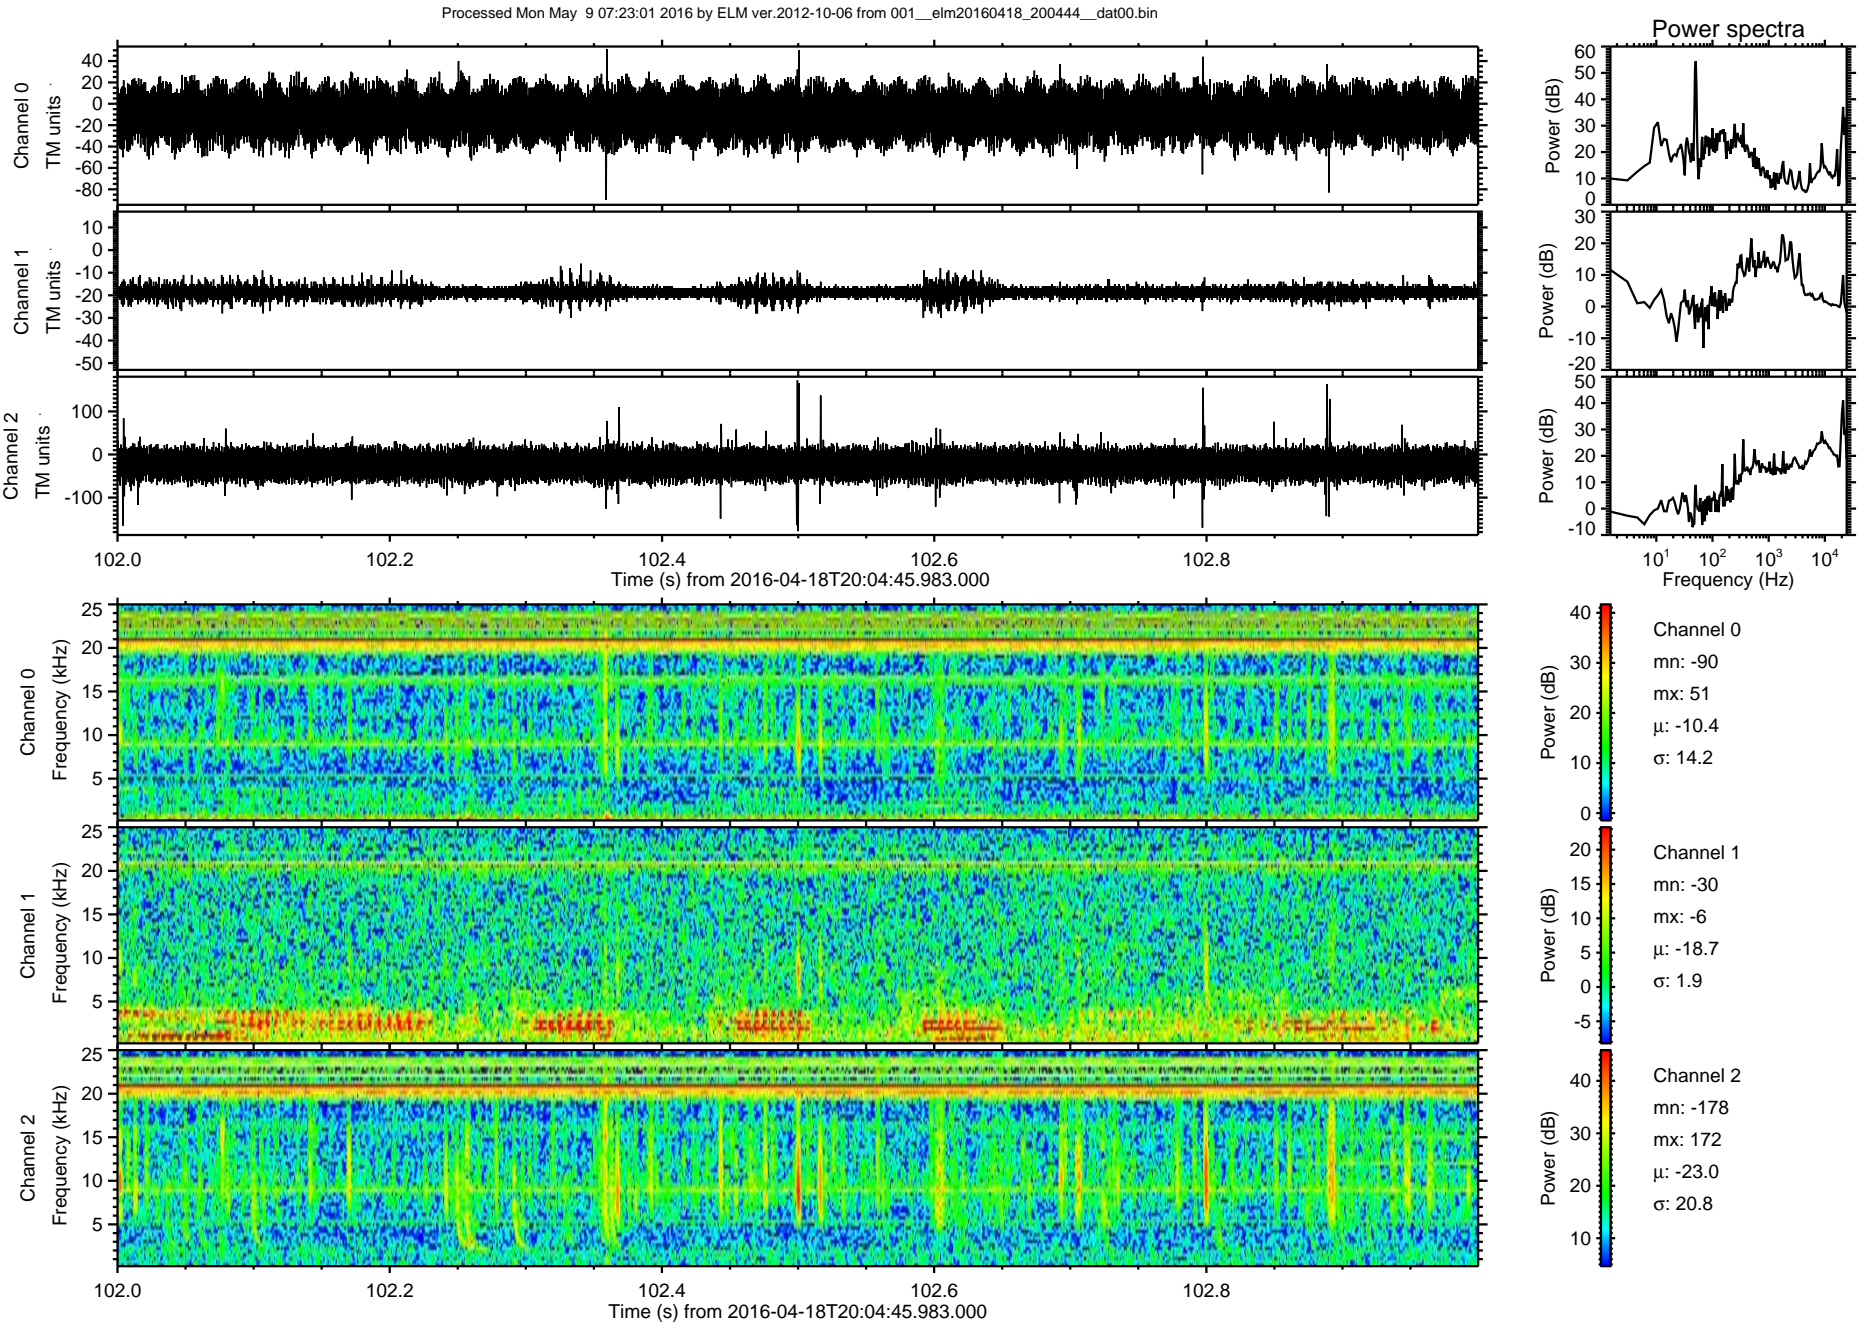 Processed Mon May  9 07:23:01 2016 by ELM ver.2012-10-06 from 001__elm20160418_200444__dat00.bin
Power spectra
Channel 0
TM units
40
20
0
-20
-40
-60
-80
Power (dB)
60
50
40
30
20
10
0
Channel 1
TM units
10
0
-10
-20
-30
-40
-50
Power (dB)
30
20
10
0
-10
-20
Channel 2
TM units
100
0
-100
Power (dB)
50
40
30
20
10
0
-10
102.0 102.2 102.4 102.6 102.8
Time (s) from 2016-04-18T20:04:45.983.000
10¹ 10² 10³ 10⁴
Frequency (Hz)
Channel 0
Frequency (kHz)
25
20
15
10
5
Power (dB)
40
30
20
10
0
Channel 0
mn: -90
mx: 51
μ: -10.4
σ: 14.2
Channel 1
Frequency (kHz)
25
20
15
10
5
Power (dB)
20
15
10
5
0
-5
Channel 1
mn: -30
mx: -6
μ: -18.7
σ: 1.9
Channel 2
Frequency (kHz)
25
20
15
10
5
Power (dB)
40
30
20
10
Channel 2
mn: -178
mx: 172
μ: -23.0
σ: 20.8
102.0 102.2 102.4 102.6 102.8
Time (s) from 2016-04-18T20:04:45.983.000